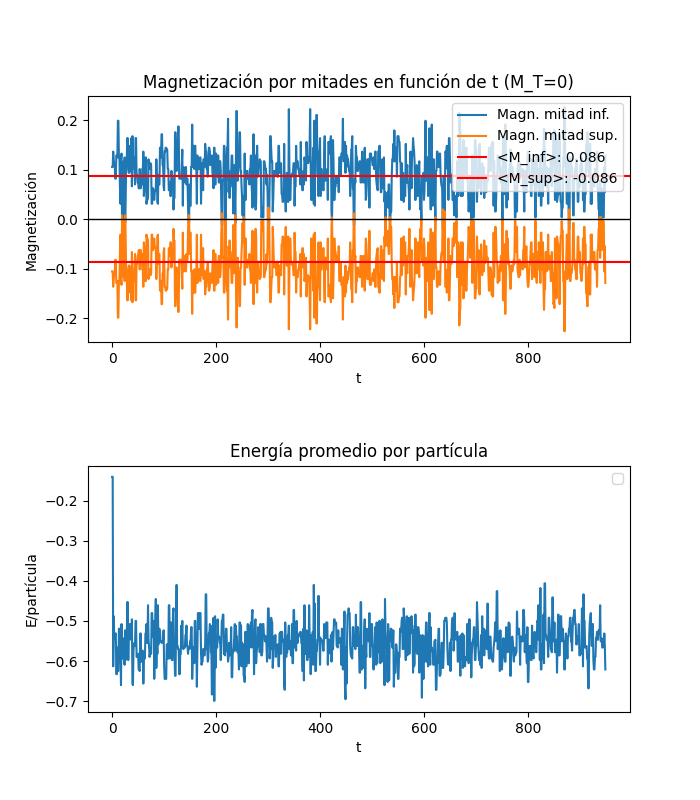 Magnetización por mitades en función de t (M_T=0)
Magn. mitad inf.
Magn. mitad sup.
<M_inf>: 0.086
<M_sup>: -0.086
0.2
0.1
0.0
−0.1
−0.2
Magnetización
0 200 400 600 800
t
Energía promedio por partícula
−0.2
−0.3
−0.4
−0.5
−0.6
−0.7
E/partícula
0 200 400 600 800
t